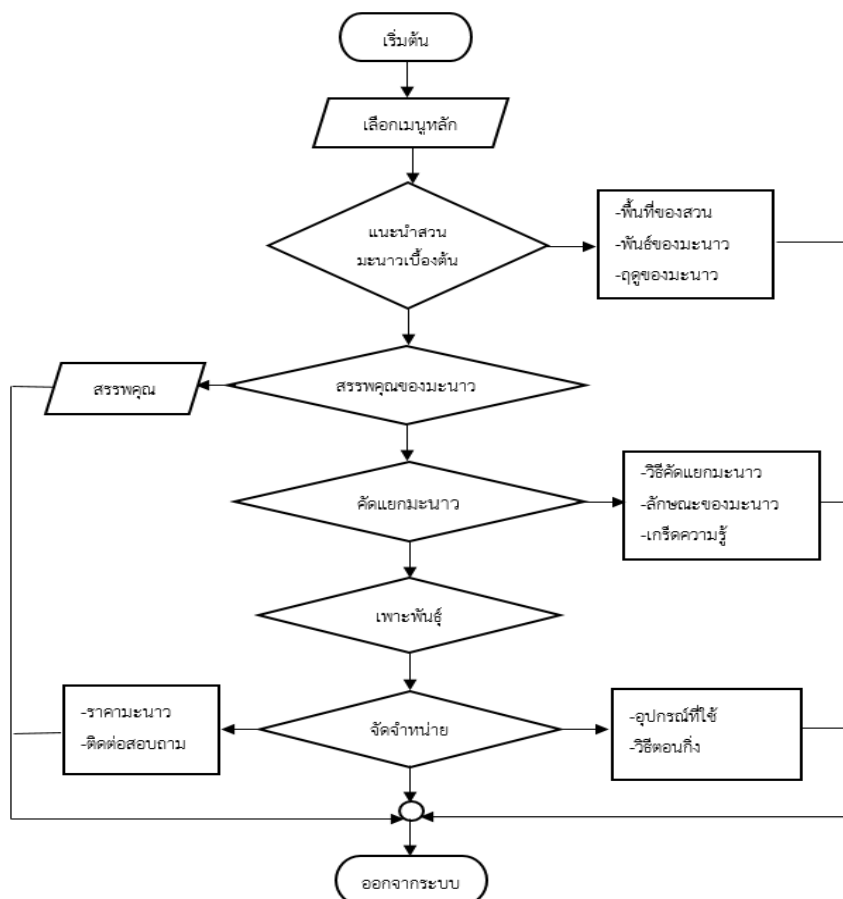 เริ่มต้น
เลือกเมนูหลัก
แนะนำสวน
มะนาวเบื้องต้น
-พื้นที่ของสวน
-พันธ์ของมะนาว
-ฤดูของมะนาว
สรรพคุณ
สรรพคุณของมะนาว
คัดแยกมะนาว
-วิธีคัดแยกมะนาว
-ลักษณะของมะนาว
-เกรีดความรู้
เพาะพันธุ์
-ราคามะนาว
-ติดต่อสอบถาม
จัดจำหน่าย
-อุปกรณ์ที่ใช้
-วิธีตอนกิ่ง
ออกจากระบบ